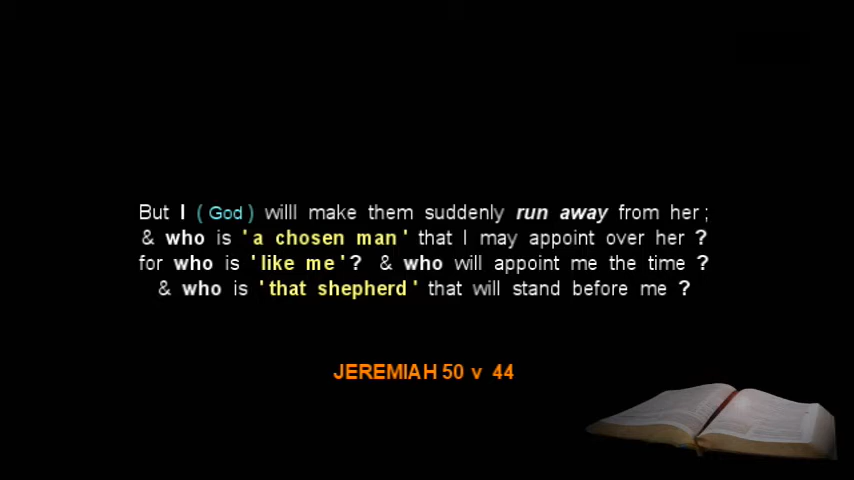 But I ( God ) willl make them suddenly run away from her ;
& who is ' a chosen man ' that I may appoint over her ?
for who is ' like me ' ? & who will appoint me the time ?
& who is ' that shepherd ' that will stand before me ?
JEREMIAH 50 v 44